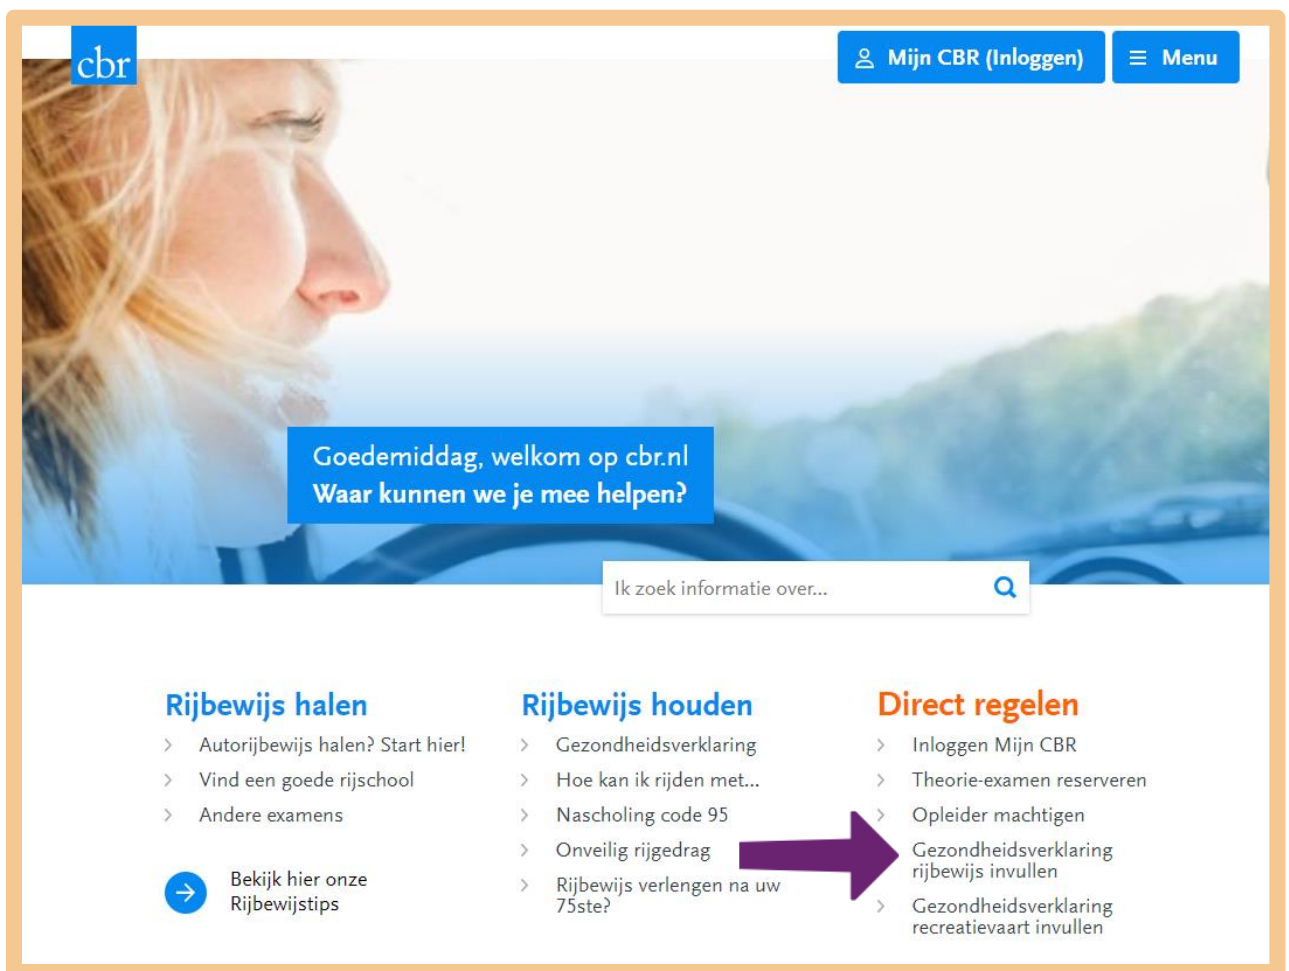 cbr
Mijn CBR (Inloggen)
Menu
Goedemiddag, welkom op cbr.nl
Waar kunnen we je mee helpen?
Ik zoek informatie over...
Rijbewijs halen
Autorijbewijs halen? Start hier!
Vind een goede rijschool
Andere examens
Bekijk hier onze
Rijbewijstips
Rijbewijs houden
Gezondheidsverklaring
Hoe kan ik rijden met...
Nascholing code 95
Onveilig rijgedrag
Rijbewijs verlengen na uw
75ste?
Direct regelen
Inloggen Mijn CBR
Theorie-examen reserveren
Opleider machtigen
Gezondheidsverklaring
rijbewijs invullen
Gezondheidsverklaring
recreatievaart invullen